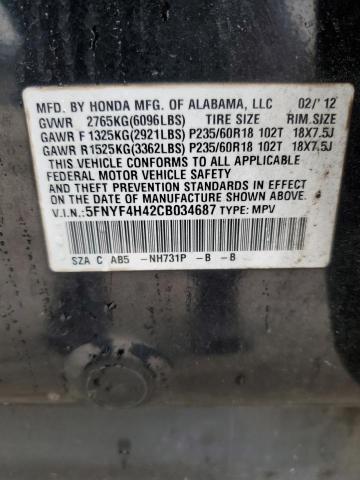 MFD. BY HONDA MFG. OF ALABAMA, LLC 02/'12
GVWR 2765KG(6096LBS) TIRE SIZE RIM SIZE
GAWR F 1325KG(2921LBS) P235/60R18 102T 18X7.5J
GAWR R 1525KG(3362LBS) P235/60R18 102T 18X7.5J
THIS VEHICLE CONFORMS TO ALL APPLICABLE
FEDERAL MOTOR VEHICLE SAFETY AND THEFT
PREVENTION STANDARDS IN EFFECT ON THE DATE OF
MANUFACTURE SHOWN ABOVE.
V.I.N.: 5FNYF4H42CB034687 TYPE: MPV
SZA C AB5 -NH731P -B -B